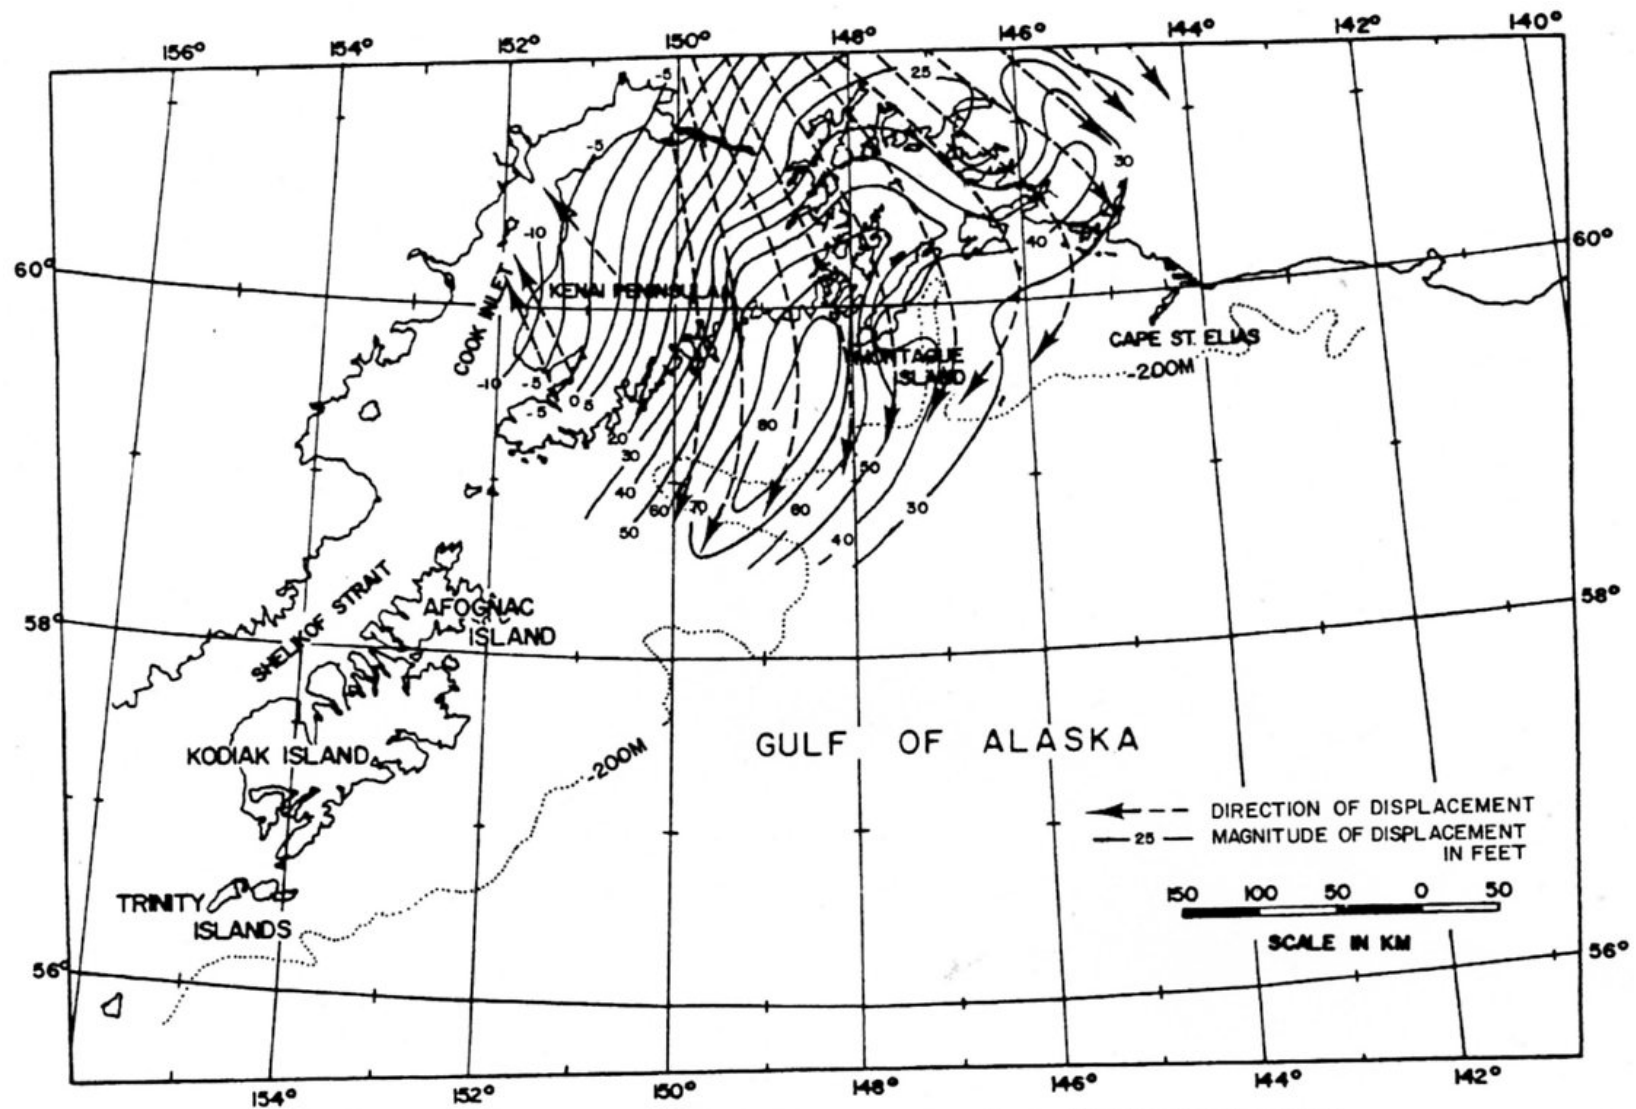 156° 154° 152° 150° 148° 146° 144° 142° 140°
-5
-5
25
-5
30
-10
40
60° 60°
KENAI PENINSULA
COOK INLET
CAPE ST. ELIAS
MONTAGUE
ISLAND
-200M
-10 -5
-5 0 5
80
20
30
50
40
60 70 60 30
50
40
58° 58°
SHELIKOF STRAIT
AFOGNAC
ISLAND
GULF OF ALASKA
KODIAK ISLAND
-200M
DIRECTION OF DISPLACEMENT
25 MAGNITUDE OF DISPLACEMENT
IN FEET
150 100 50 0 50
SCALE IN KM
TRINITY
ISLANDS
56° 56°
154° 152° 150° 148° 146° 144° 142°